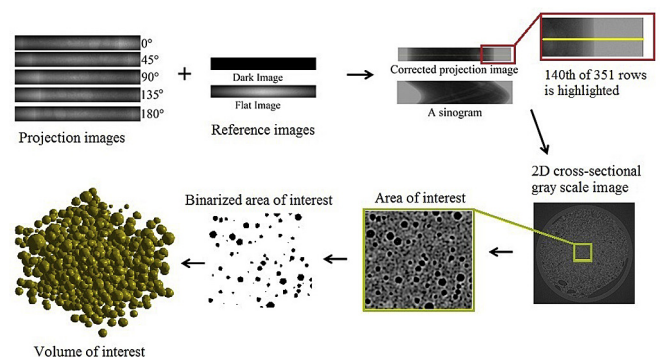 0°
45°
90°
135°
180°
Projection images
+
Dark Image
Flat Image
Reference images
Corrected projection image
A sinogram
140th of 351 rows
is highlighted
2D cross-sectional
gray scale image
Area of interest
Binarized area of interest
Volume of interest